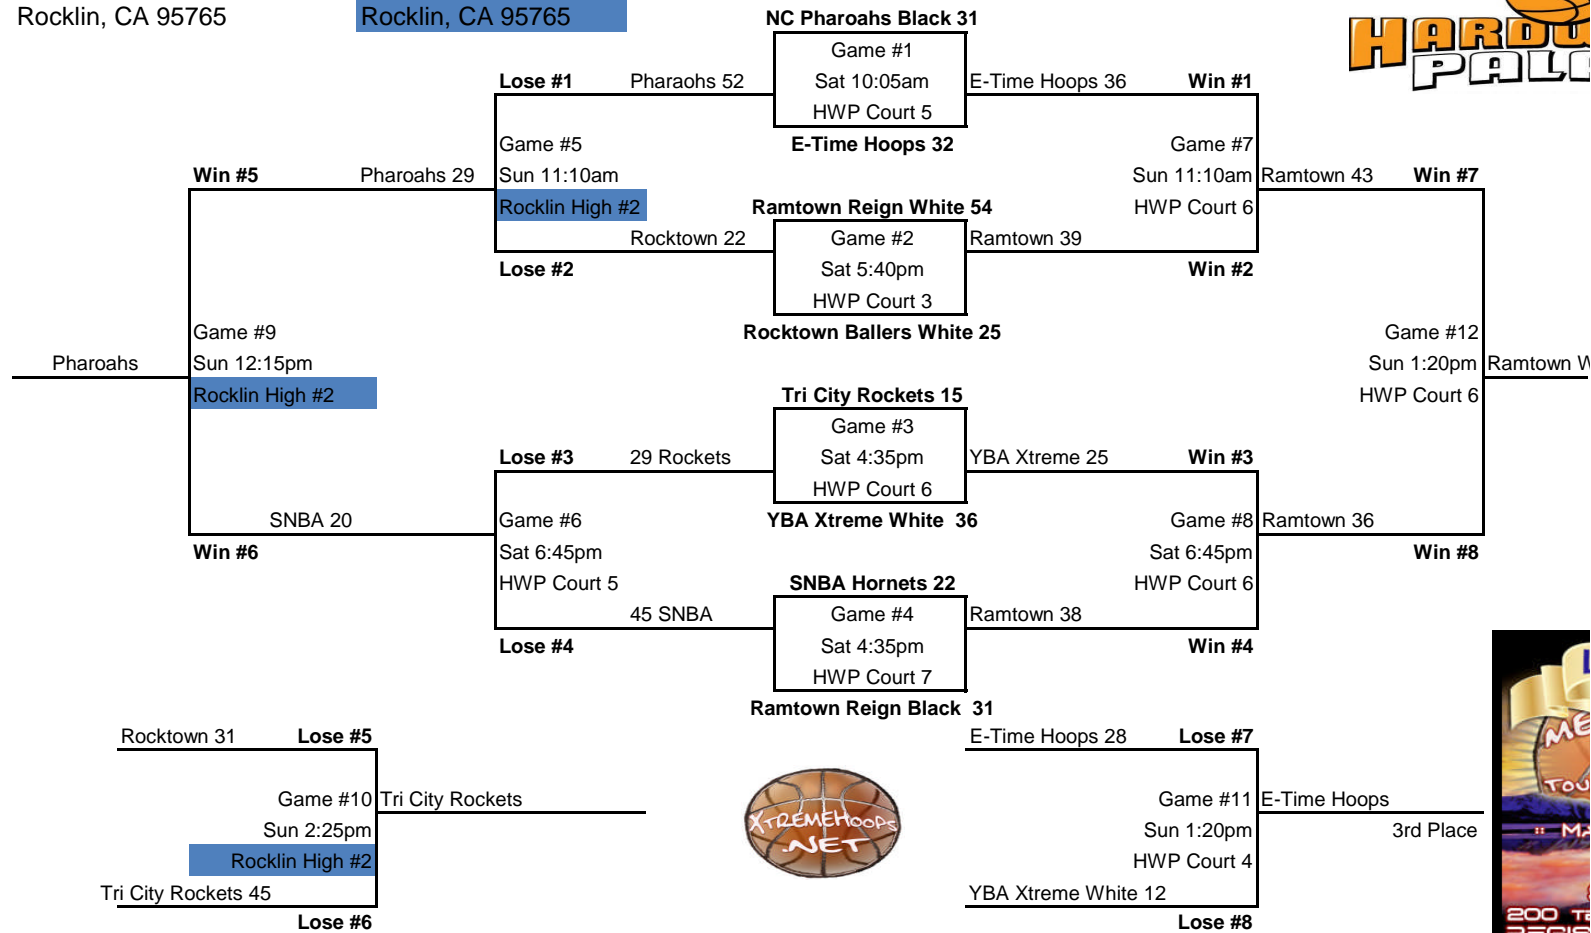 Rocklin, CA 95765
Rocklin, CA 95765
NC Pharoahs Black 31
Game #1
Lose #1
Pharaohs 52
Sat 10:05am
E-Time Hoops 36
Win #1
HWP Court 5
Game #5
E-Time Hoops 32
Game #7
Win #5
Pharoahs 29
Sun 11:10am
Sun 11:10am
Ramtown 43
Win #7
Rocklin High #2
Ramtown Reign White 54
HWP Court 6
Rocktown 22
Game #2
Ramtown 39
Lose #2
Sat 5:40pm
Win #2
HWP Court 3
Game #9
Rocktown Ballers White 25
Game #12
Pharoahs
Sun 12:15pm
Sun 1:20pm
Ramtown
Rocklin High #2
Tri City Rockets 15
HWP Court 6
Game #3
Lose #3
29 Rockets
Sat 4:35pm
YBA Xtreme 25
Win #3
HWP Court 6
SNBA 20
Game #6
YBA Xtreme White  36
Game #8
Ramtown 36
Win #6
Sat 6:45pm
Sat 6:45pm
Win #8
HWP Court 5
SNBA Hornets 22
HWP Court 6
45 SNBA
Game #4
Ramtown 38
Lose #4
Sat 4:35pm
Win #4
HWP Court 7
Ramtown Reign Black  31
Rocktown 31
Lose #5
E-Time Hoops 28
Lose #7
Game #10
Tri City Rockets
Game #11
E-Time Hoops
Sun 2:25pm
Sun 1:20pm
3rd Place
Rocklin High #2
HWP Court 4
Tri City Rockets 45
YBA Xtreme White 12
Lose #6
Lose #8
XTREMEHOOPS
.NET
200